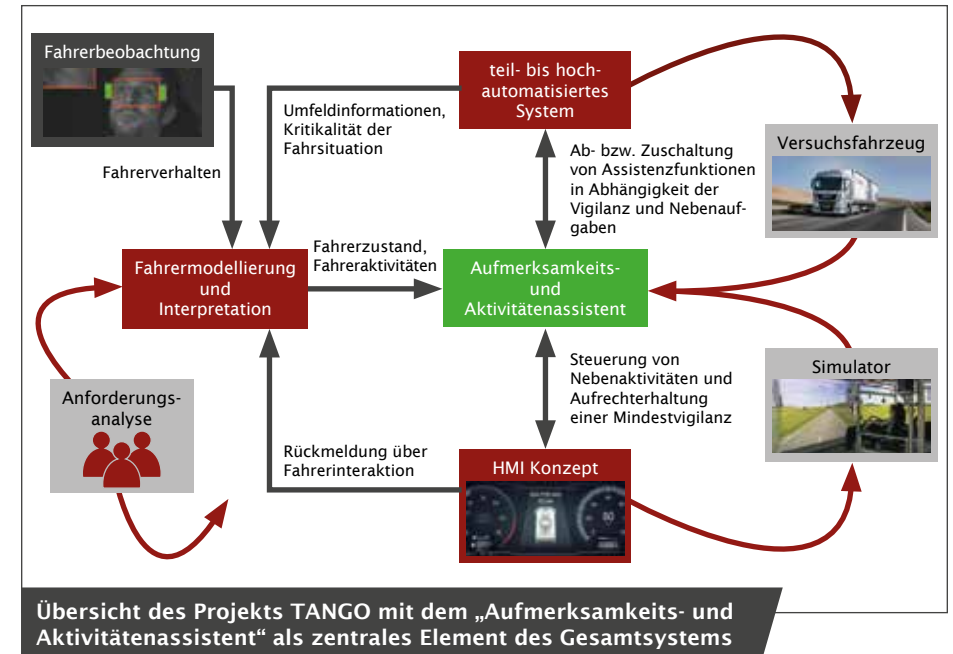 Fahrerbeobachtung
teil- bis hoch-
automatisiertes
System
Umfeldinformationen,
Kritikalität der
Fahrsituation
Versuchsfahrzeug
Ab- bzw. Zuschaltung
von Assistenzfunktionen
in Abhängigkeit der
Vigilanz und Nebenauf-
gaben
Fahrerverhalten
Fahrermodellierung
und
Interpretation
Fahrerzustand,
Fahreraktivitäten
Aufmerksamkeits-
und
Aktivitätenassistent
Anforderungs-
analyse
Steuerung von
Nebenaktivitäten und
Aufrechterhaltung
einer Mindestvigilanz
Simulator
Rückmeldung über
Fahrerinteraktion
HMI Konzept
80
Übersicht des Projekts TANGO mit dem „Aufmerksamkeits- und
Aktivitätenassistent“ als zentrales Element des Gesamtsystems